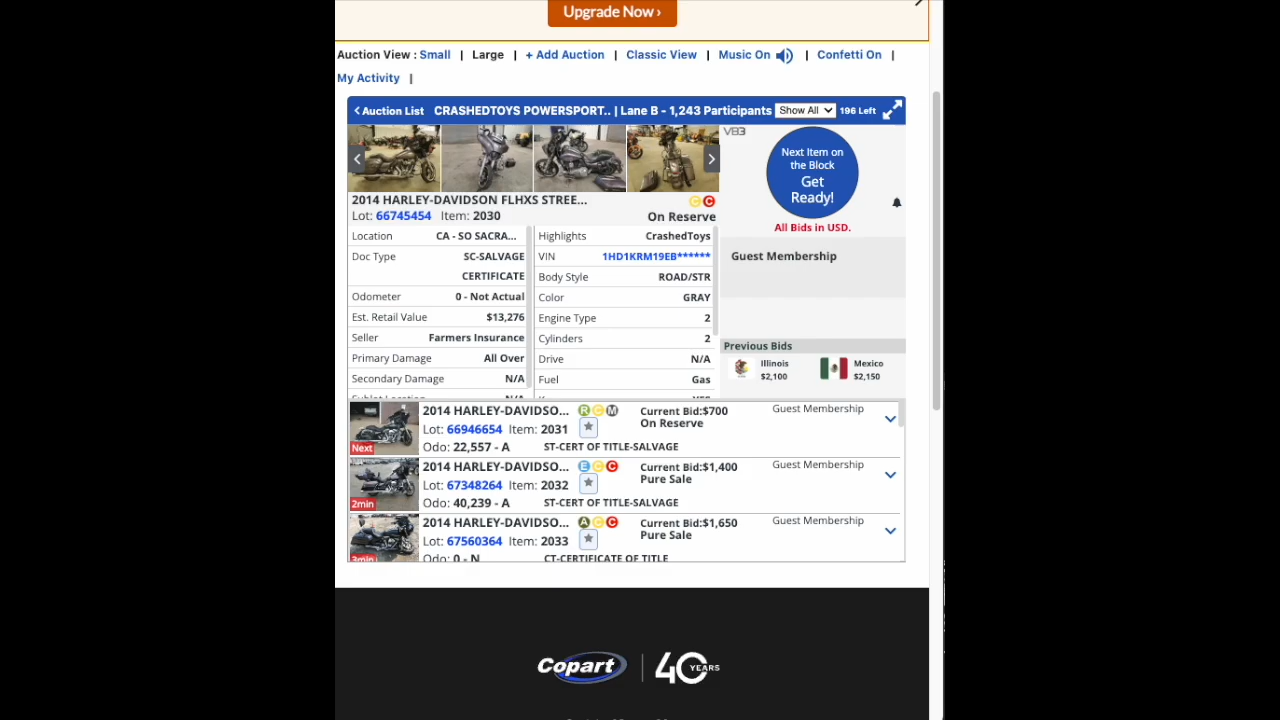 Upgrade Now ›
Auction View : Small | Large | + Add Auction | Classic View | Music On | Confetti On |
My Activity |
Auction List CRASHEDTOYS POWERSPORT.. | Lane B - 1,243 Participants Show All 196 Left
VB3
Next Item on
the Block
Get
Ready!
All Bids in USD.
Guest Membership
2014 HARLEY-DAVIDSON FLHXS STREE... C C
Lot: 66745454 Item: 2030 On Reserve
Location CA - SO SACRA...
Doc Type SC-SALVAGE
CERTIFICATE
Odometer 0 - Not Actual
Est. Retail Value $13,276
Seller Farmers Insurance
Primary Damage All Over
Secondary Damage N/A
Highlights CrashedToys
VIN 1HD1KRM19EB******
Body Style ROAD/STR
Color GRAY
Engine Type 2
Cylinders 2
Drive N/A
Fuel Gas
Previous Bids
Illinois
$2,100
Mexico
$2,150
2014 HARLEY-DAVIDSO... R C M Current Bid:$700 Guest Membership
Lot: 66946654 Item: 2031 On Reserve
Next Odo: 22,557 - A ST-CERT OF TITLE-SALVAGE
2014 HARLEY-DAVIDSO... E C C Current Bid:$1,400 Guest Membership
Lot: 67348264 Item: 2032 Pure Sale
2min Odo: 40,239 - A ST-CERT OF TITLE-SALVAGE
2014 HARLEY-DAVIDSO... A C C Current Bid:$1,650 Guest Membership
Lot: 67560364 Item: 2033 Pure Sale
3min Odo: 0 - N CT-CERTIFICATE OF TITLE
Copart | 40 YEARS